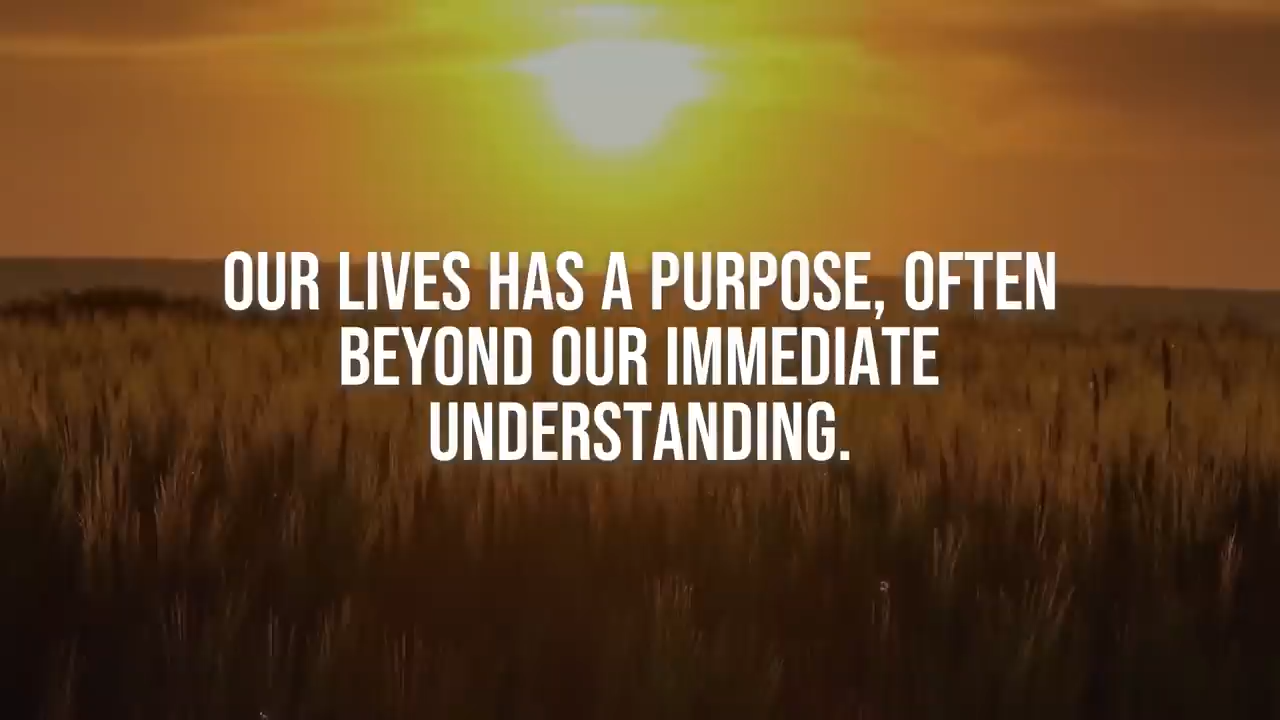 OUR LIVES HAS A PURPOSE, OFTEN
BEYOND OUR IMMEDIATE
UNDERSTANDING.